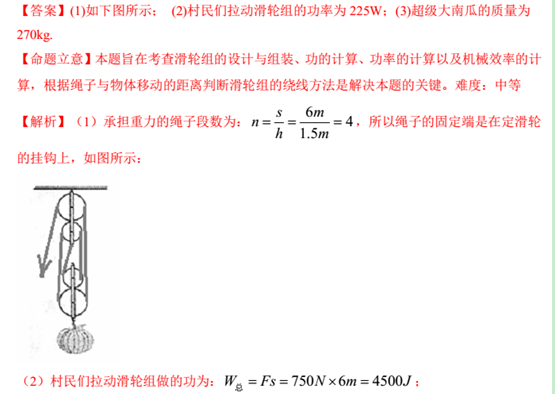 【答案】(1)如下图所示； (2)村民们拉动滑轮组的功率为 225W；(3)超级大南瓜的质量为
270kg.
【命题立意】本题旨在考查滑轮组的设计与组装、功的计算、功率的计算以及机械效率的计
算，根据绳子与物体移动的距离判断滑轮组的绕线方法是解决本题的关键。难度：中等
【解析】（1）承担重力的绳子段数为：n = s/h = 6m/1.5m = 4，所以绳子的固定端是在定滑轮
的挂钩上，如图所示：
（2）村民们拉动滑轮组做的功为：W总 = Fs = 750N × 6m = 4500J；